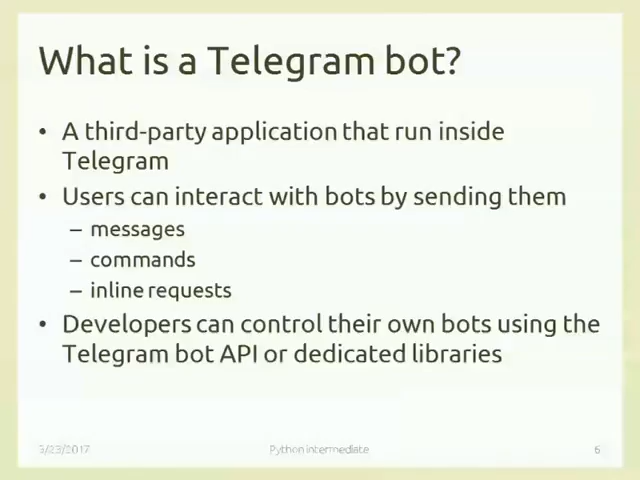 What is a Telegram bot?
• A third-party application that run inside
Telegram
• Users can interact with bots by sending them
– messages
– commands
– inline requests
• Developers can control their own bots using the
Telegram bot API or dedicated libraries
Python intermediate
6